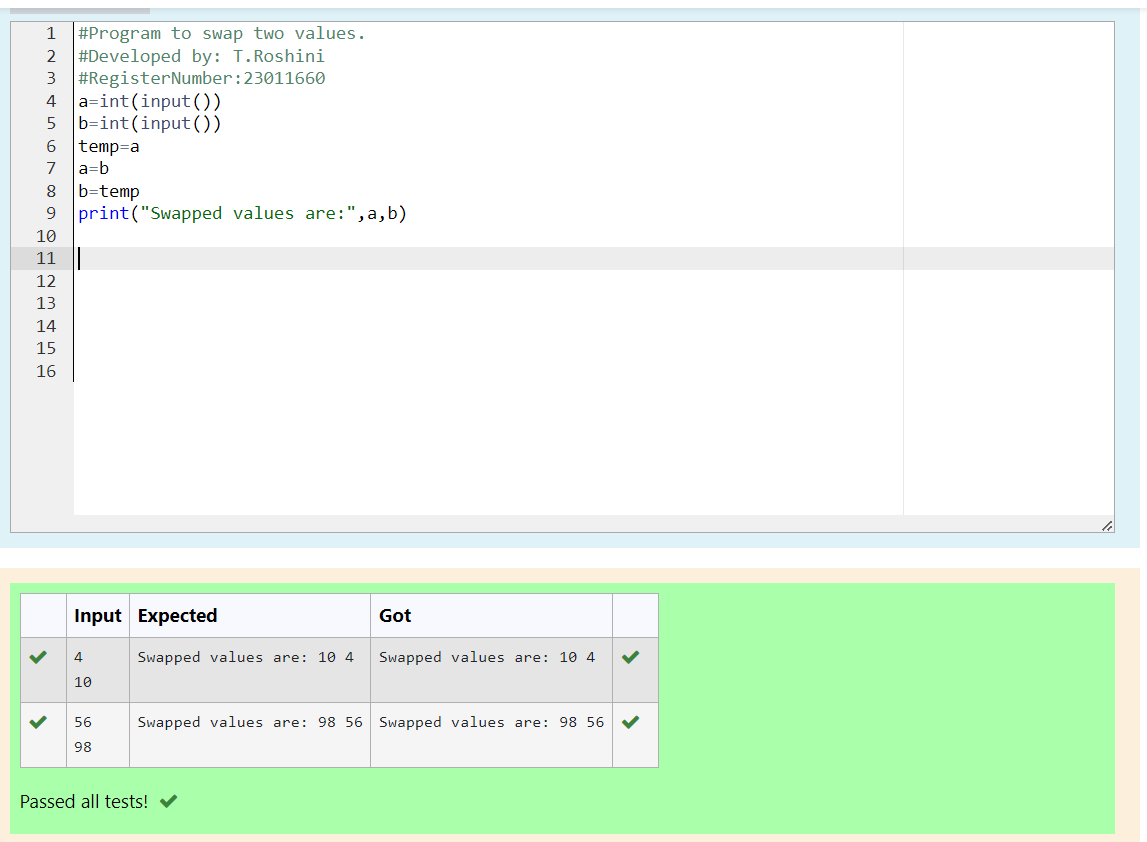 1 #Program to swap two values.
2 #Developed by: T.Roshini
3 #RegisterNumber:23011660
4 a=int(input())
5 b=int(input())
6 temp=a
7 a=b
8 b=temp
9 print("Swapped values are:",a,b)
10
11
12
13
14
15
16
Input Expected Got
4 Swapped values are: 10 4 Swapped values are: 10 4
10
56 Swapped values are: 98 56 Swapped values are: 98 56
98
Passed all tests!